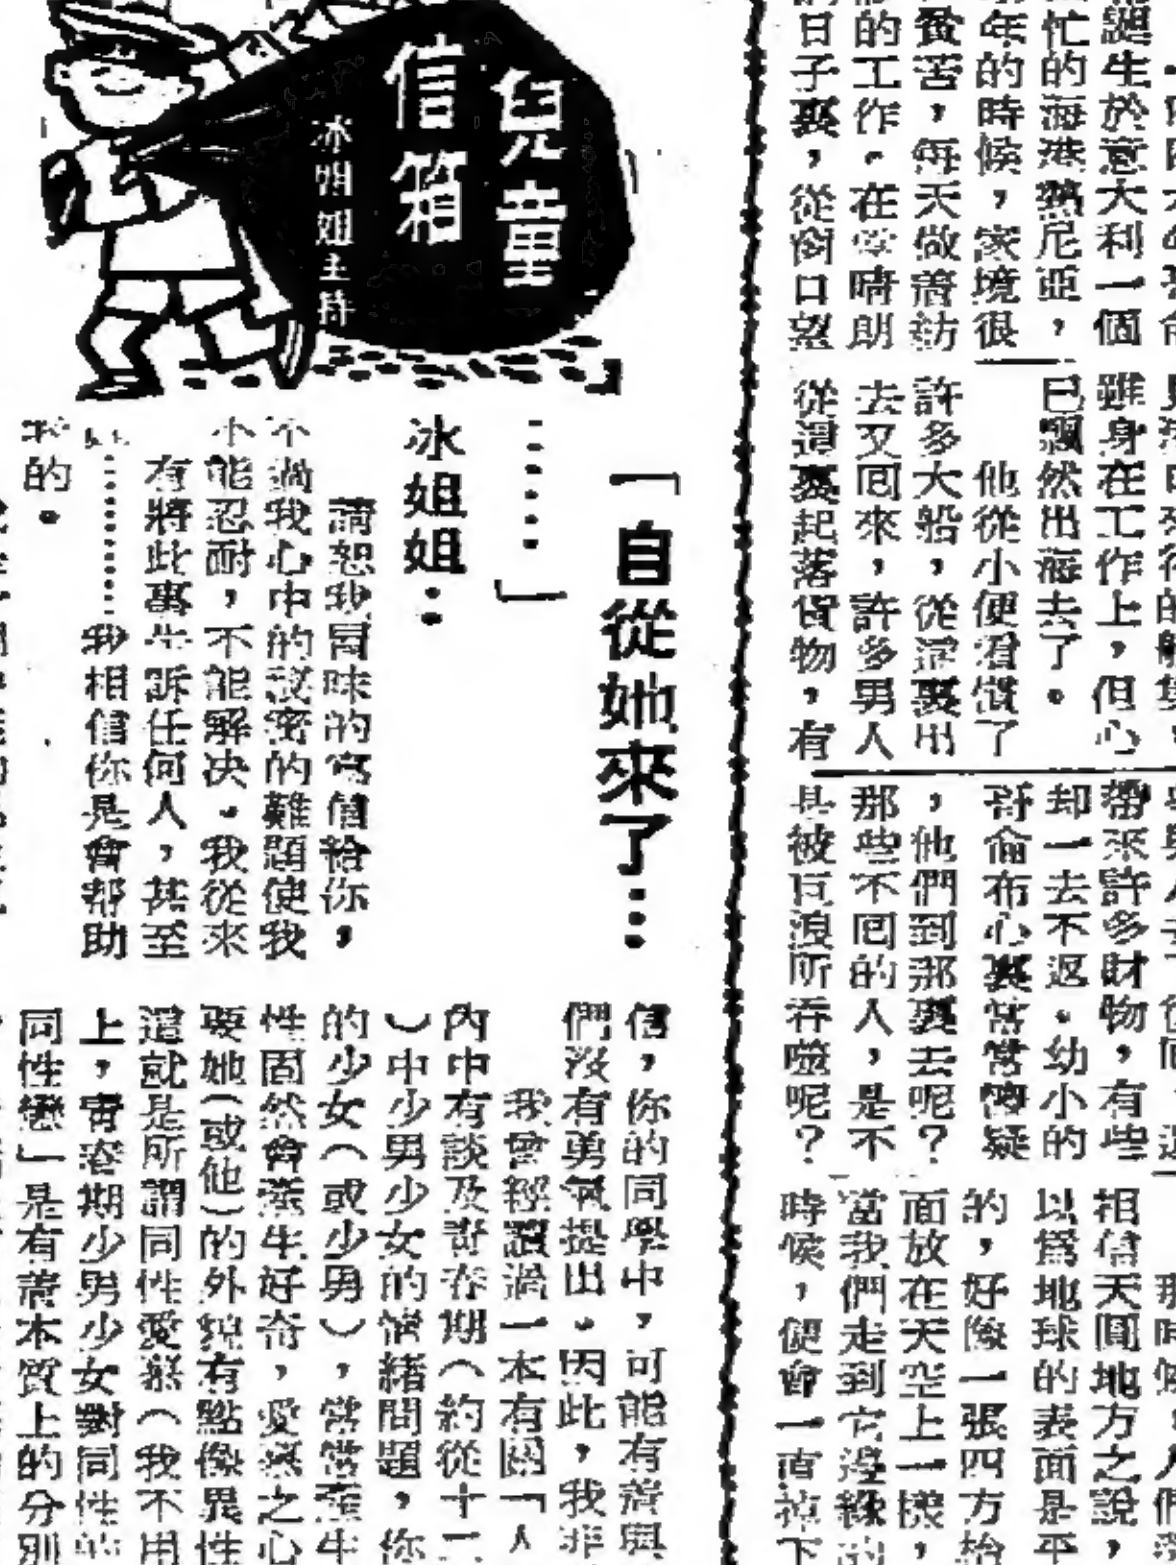 誕生於意大利一個
忙的海港熱尼亞，
年的時候，家境很
貧苦，每天做着紡
的工作。在晴朗
日子裏，從窗口望
雖身在工作上，但心
已飄然出海去了。
他從小便看慣了
許多大船，從這裏出
去又囘來，許多男人
從這裏起落貨物，有
帶來許多財物，有些
却一去不返。幼小的
哥倫布心裏常常懷疑
，他們到那裏去呢？
那些不囘的人，是不
是被巨浪所吞噬呢？
相信天圓地方之說，
以爲地球的表面是平
的，好像一張四方枱
面放在天空上一樣，
當我們走到它邊緣的
時候，便會一直掉下
兒童
信箱
冰姐姐主持
「自從她來了…
……」
冰姐姐：
請恕我冒昧的寫信給你，
不過我心中的秘密的難題使我
不能忍耐，不能解决。我從來
有將此事告訴任何人，甚至
………我相信你是會帮助
我的。
信，你的同學中，可能有着與
們沒有勇氣提出。因此，我非
我曾經讀過一本有關「人
內中有談及青春期（約從十二
）中少男少女的情緒問題，你
的少女（或少男），常常產生
性固然會產生好奇，愛慕之心
要她（或他）的外貌有點像異性
這就是所謂同性愛慕（我不用
上，青春期少男少女對同性的
同性戀」是有着本質上的分別